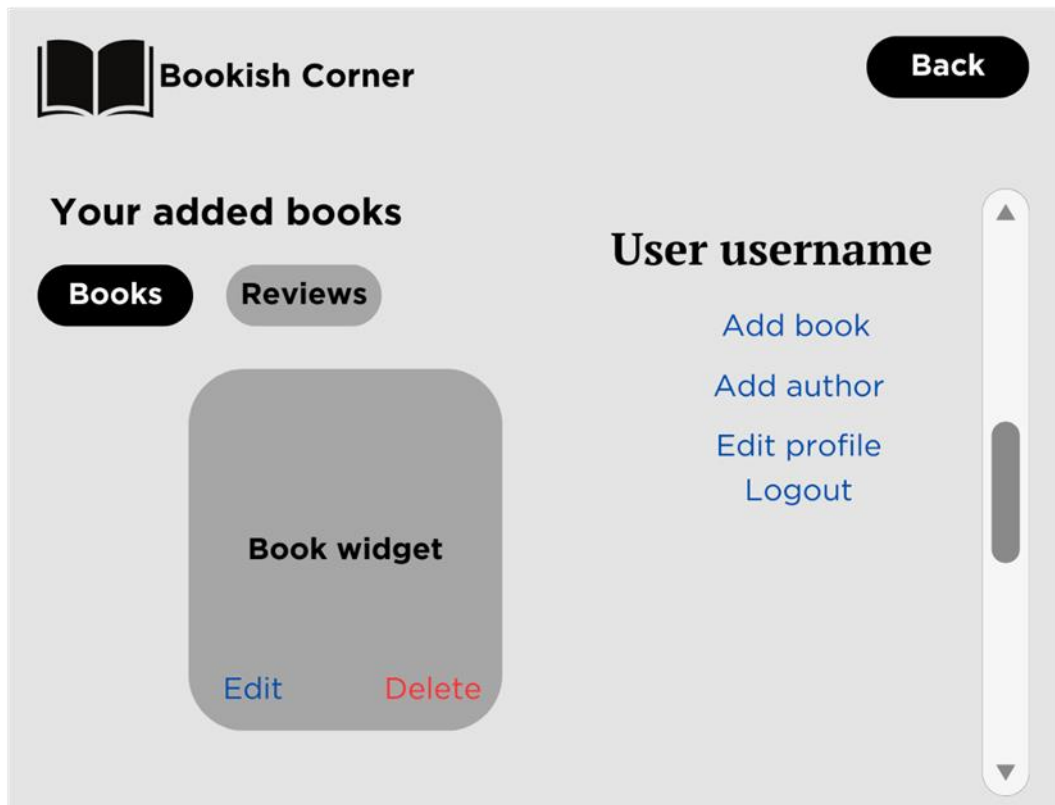 Bookish Corner
Back
Your added books
Books
Reviews
Book widget
Edit
Delete
User username
Add book
Add author
Edit profile
Logout